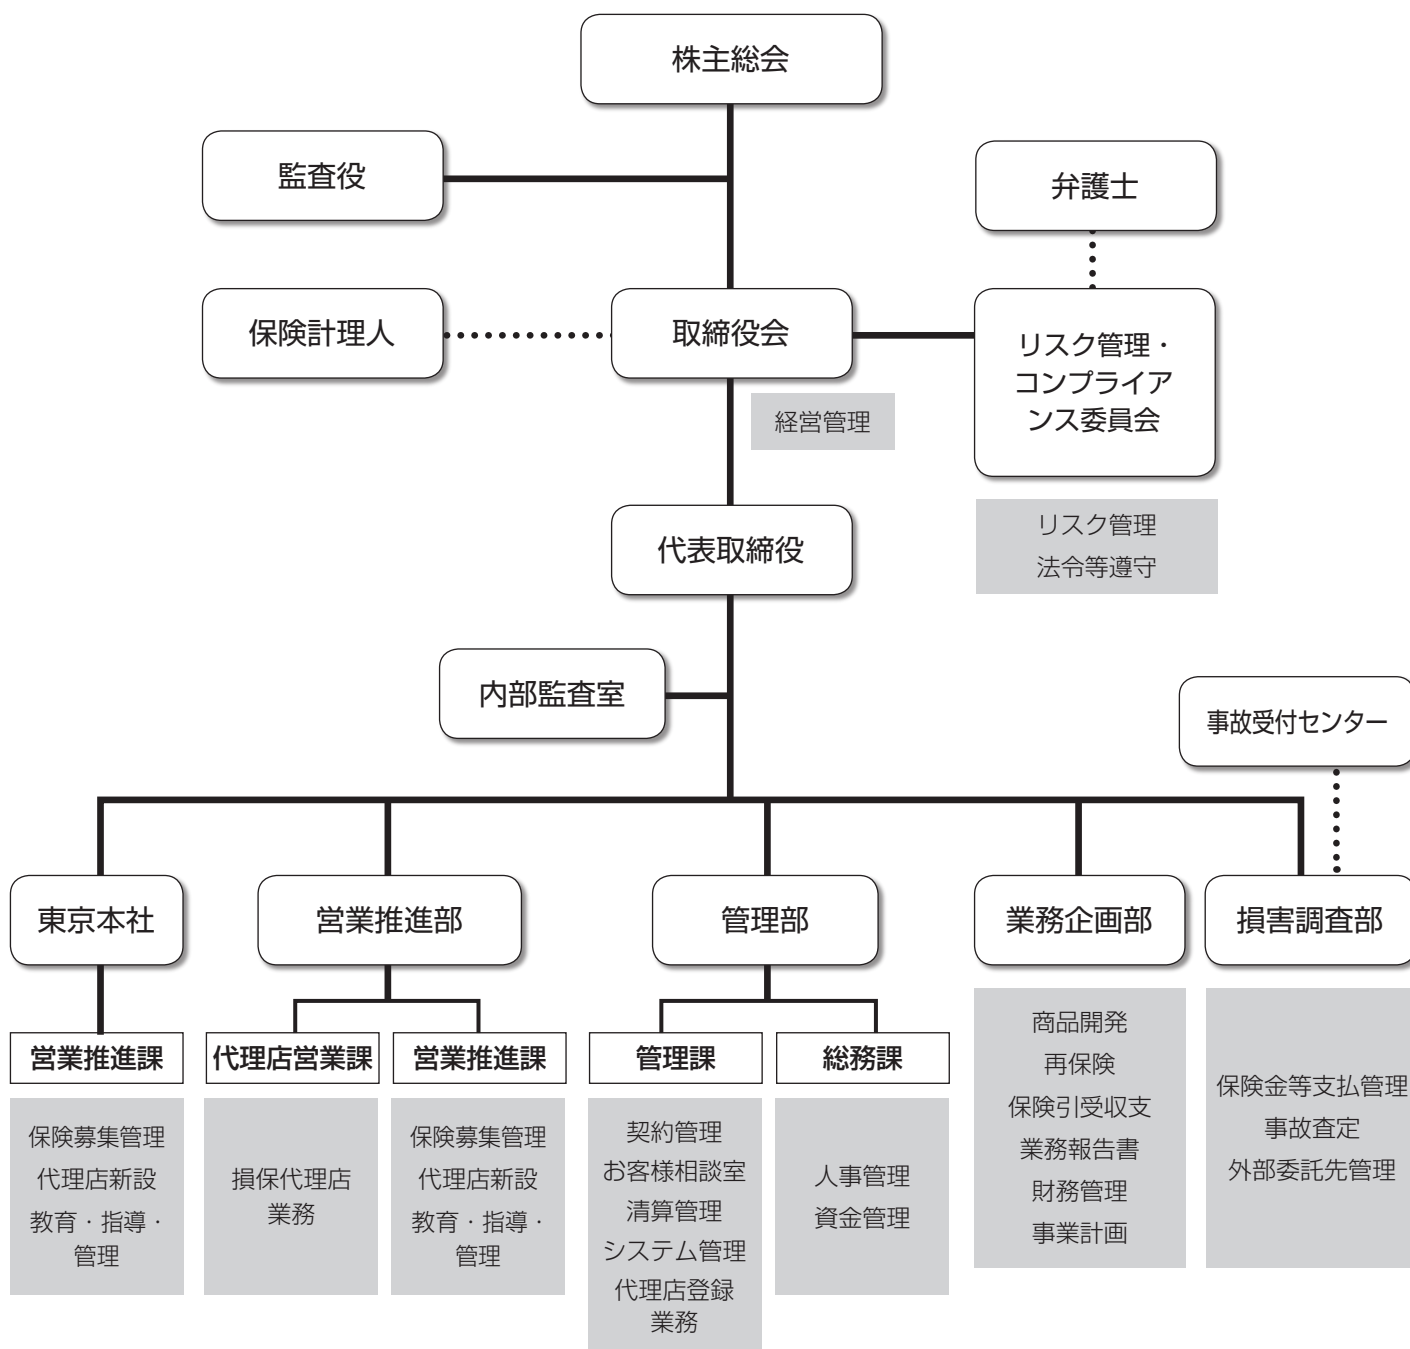 株主総会
監査役
弁護士
保険計理人
取締役会
リスク管理・
コンプライア
ンス委員会
経営管理
リスク管理
法令等遵守
代表取締役
内部監査室
事故受付センター
東京本社
営業推進部
管理部
業務企画部
損害調査部
営業推進課
代理店営業課
営業推進課
管理課
総務課
保険募集管理
代理店新設
教育・指導・
管理
損保代理店
業務
保険募集管理
代理店新設
教育・指導・
管理
契約管理
お客様相談室
清算管理
システム管理
代理店登録
業務
人事管理
資金管理
商品開発
再保険
保険引受収支
業務報告書
財務管理
事業計画
保険金等支払管理
事故査定
外部委託先管理